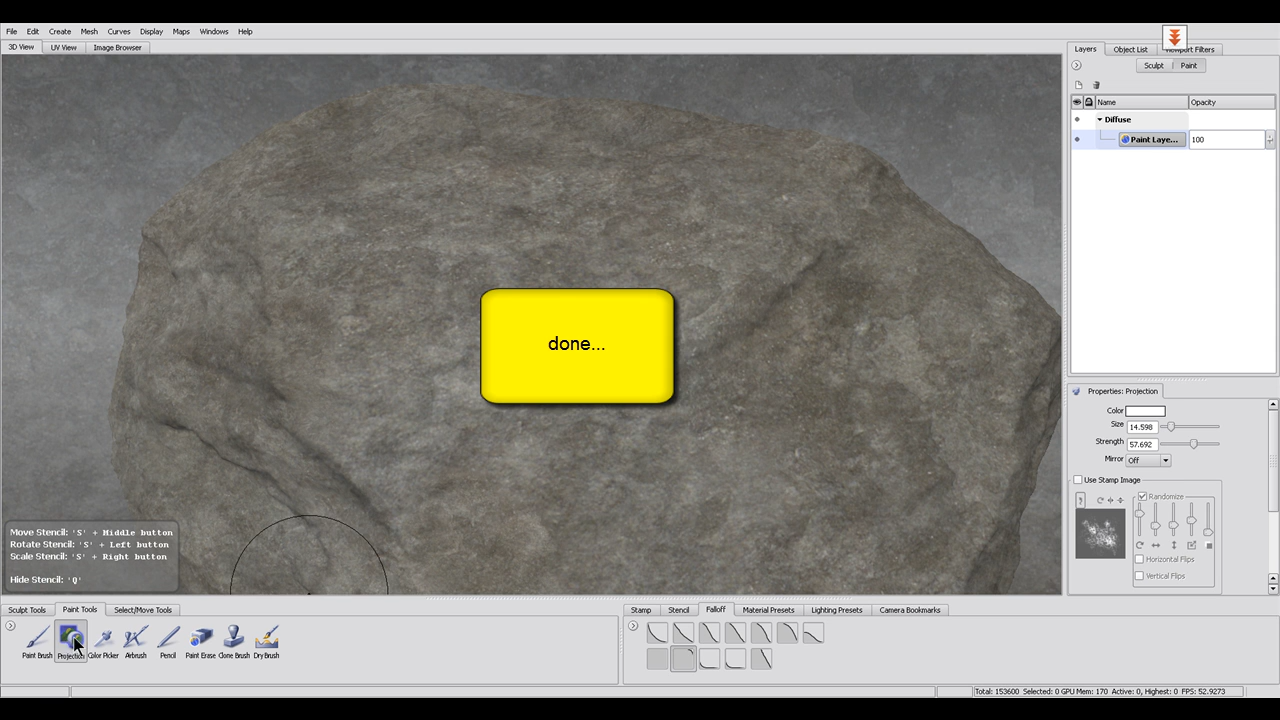 File Edit Create Mesh Curves Display Maps Windows Help
3D View UV View Image Browser
Layers Object List Viewport Filters
Sculpt Paint
Name Opacity
Diffuse
Paint Laye... 100
done...
Properties: Projection
Color
Size 14.598
Strength 57.692
Mirror Off
Use Stamp Image
Randomize
Horizontal Flips
Vertical Flips
Move Stencil: 'S' + Middle button
Rotate Stencil: 'S' + Left button
Scale Stencil: 'S' + Right button
Hide Stencil: 'Q'
Sculpt Tools Paint Tools Select/Move Tools
Stamp Stencil Falloff Material Presets Lighting Presets Camera Bookmarks
Paint Brush Projection Color Picker Airbrush Pencil Paint Erase Clone Brush Dry Brush
Total: 153600 Selected: 0 GPU Mem: 170 Active: 0, Highest: 0 FPS: 52.9273